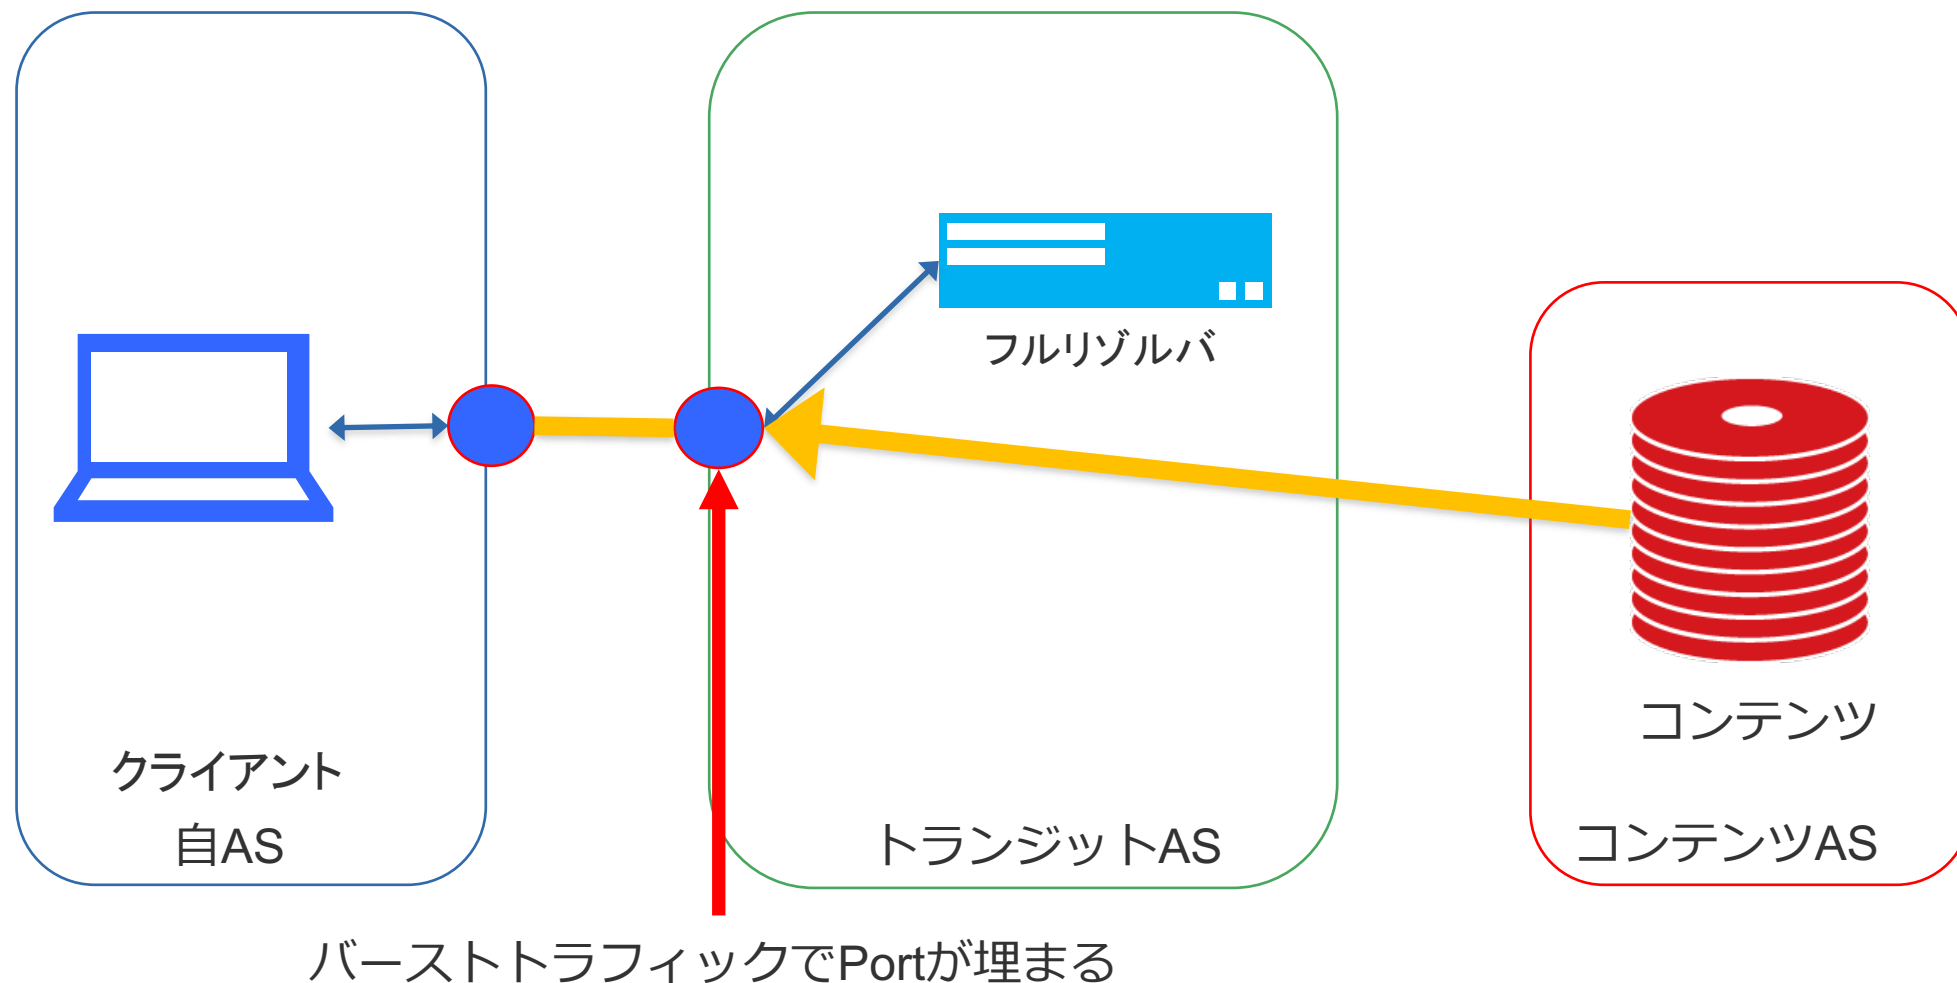 フルリゾルバ
コンテンツ
クライアント
自AS
トランジットAS
コンテンツAS
バーストトラフィックでPortが埋まる